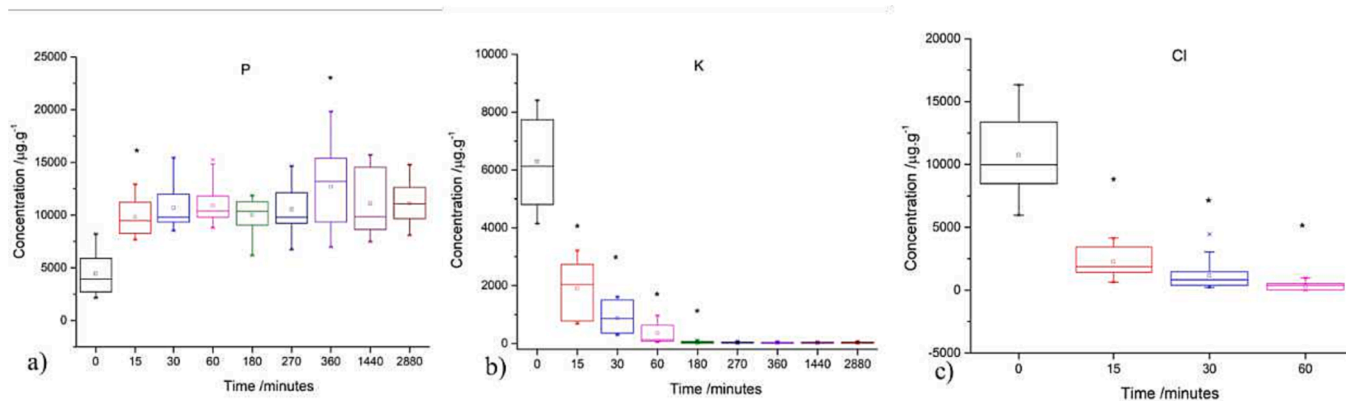 P
25000
20000
15000
10000
5000
0
Concentration /µg.g⁻¹
0 15 30 60 180 270 360 1440 2880
Time /minutes
a)
K
10000
8000
6000
4000
2000
0
Concentration /µg.g⁻¹
0 15 30 60 180 270 360 1440 2880
Time /minutes
b)
Cl
20000
15000
10000
5000
0
-5000
Concentration /µg.g⁻¹
0 15 30 60
Time /minutes
c)